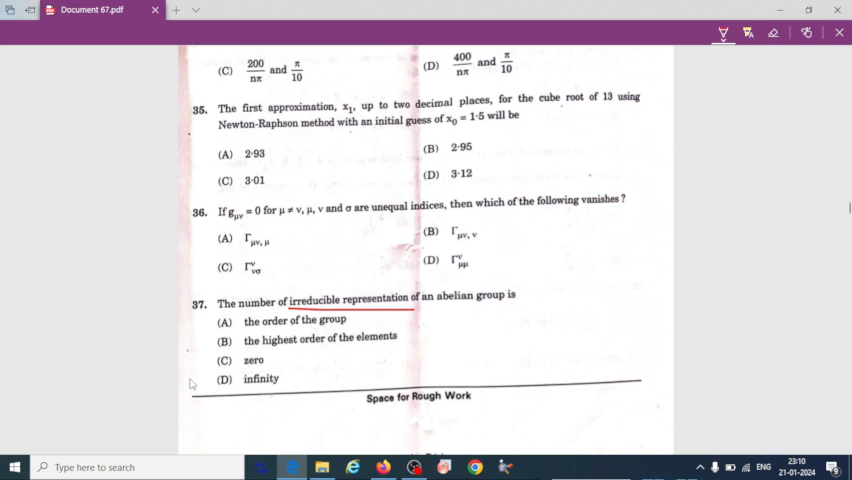 Document 67.pdf
(C) 200/nπ and π/10
(D) 400/nπ and π/10
35. The first approximation, x₁, up to two decimal places, for the cube root of 13 using
Newton-Raphson method with an initial guess of x₀ = 1·5 will be
(A) 2·93
(B) 2·95
(C) 3·01
(D) 3·12
36. If g_μν = 0 for μ ≠ ν, μ, ν and σ are unequal indices, then which of the following vanishes ?
(A) Γ_μν, μ
(B) Γ_μν, ν
(C) Γ^ν_νσ
(D) Γ^ν_μμ
37. The number of irreducible representation of an abelian group is
(A) the order of the group
(B) the highest order of the elements
(C) zero
(D) infinity
Space for Rough Work
Type here to search
ENG
23:10
21-01-2024